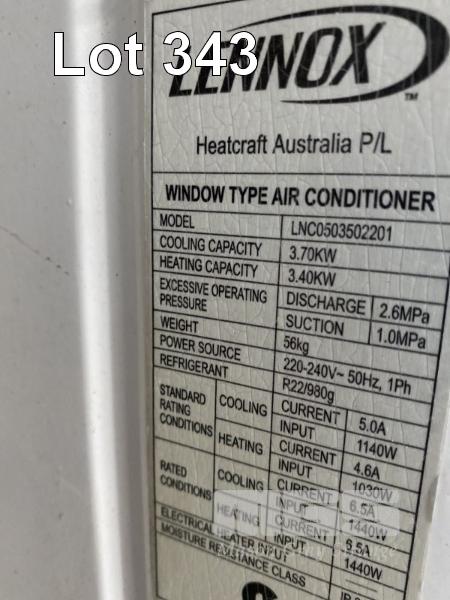 Lot 343
LENNOX
TM
Heatcraft Australia P/L
WINDOW TYPE AIR CONDITIONER
MODEL LNC0503502201
COOLING CAPACITY 3.70KW
HEATING CAPACITY 3.40KW
EXCESSIVE OPERATING PRESSURE DISCHARGE 2.6MPa
SUCTION 1.0MPa
WEIGHT 56kg
POWER SOURCE 220-240V~ 50Hz, 1Ph
REFRIGERANT R22/980g
STANDARD RATING CONDITIONS COOLING CURRENT 5.0A
INPUT 1140W
HEATING CURRENT 4.6A
INPUT 1030W
RATED CONDITIONS COOLING CURRENT 6.5A
INPUT 1440W
HEATING CURRENT 6.5A
INPUT 1440W
ELECTRICAL HEATER INPUT
MOISTURE RESISTANCE CLASS